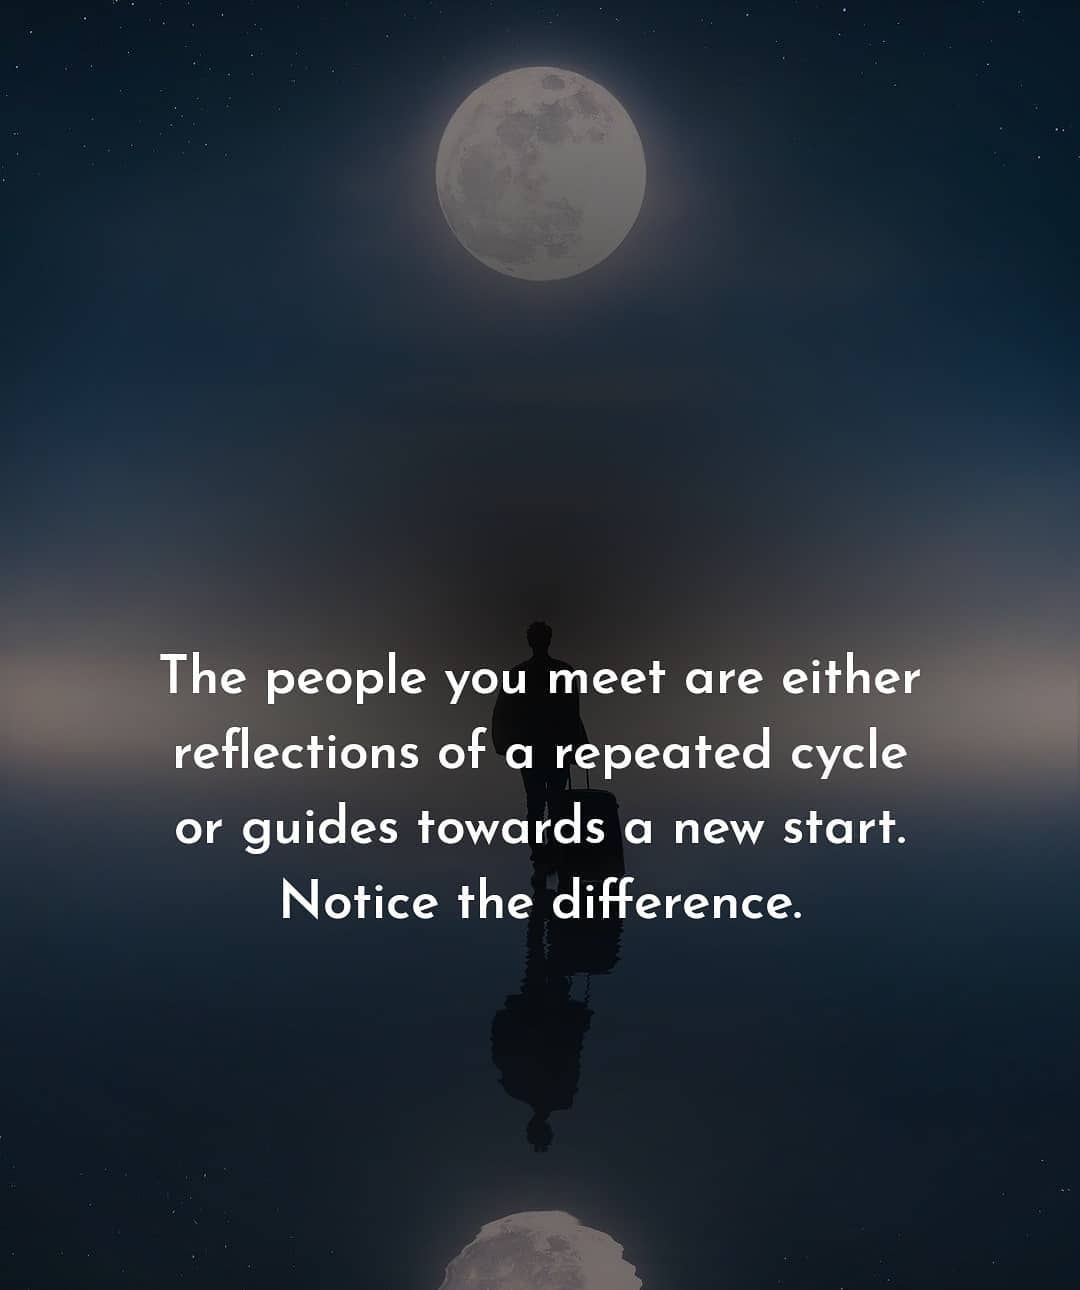 The people you meet are either
reflections of a repeated cycle
or guides towards a new start.
Notice the difference.